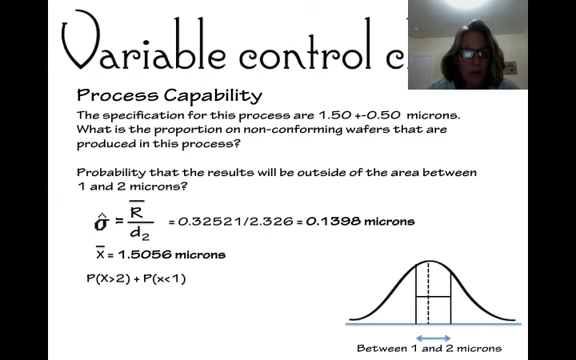 Variable control c
Process Capability
The specification for this process are 1.50 +-0.50 microns.
What is the proportion on non-conforming wafers that are
produced in this process?
Probability that the results will be outside of the area between
1 and 2 microns?
σ̂ = R̄/d₂ = 0.32521/2.326 = 0.1398 microns
x̄ = 1.5056 microns
P(X>2) + P(x<1)
Between 1 and 2 microns